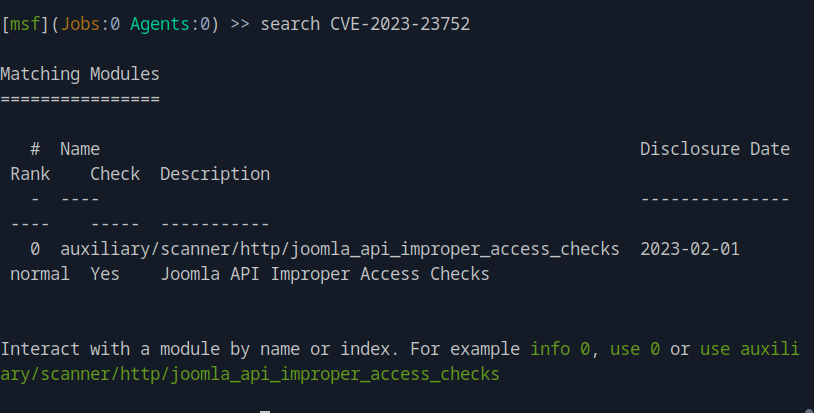 [msf](Jobs:0 Agents:0) >> search CVE-2023-23752
Matching Modules
================
# Name Disclosure Date
Rank Check Description
- ---- ---------------
---- ----- -----------
0 auxiliary/scanner/http/joomla_api_improper_access_checks 2023-02-01
normal Yes Joomla API Improper Access Checks
Interact with a module by name or index. For example info 0, use 0 or use auxili
ary/scanner/http/joomla_api_improper_access_checks